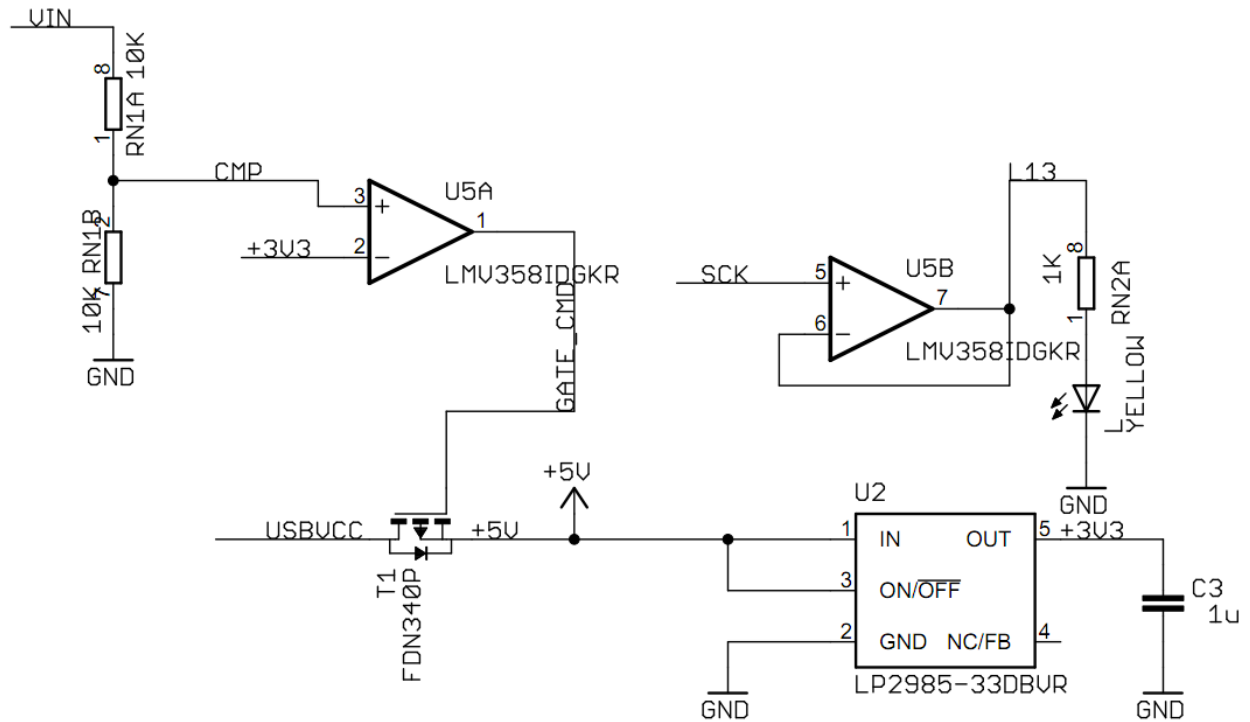 VIN
8
10K
1
RN1A
CMP
3
+
U5A
1
2
-
+3V3
LMV358IDGKR
2
7
10K RN1B
GND
GATE_CMD
SCK
5
+
U5B
7
6
-
LMV358IDGKR
L13
8
1K
1
RN2A
YELLOW
L
GND
+5V
USBVCC
+5V
T1
FDN340P
U2
1
IN
OUT
5
+3V3
3
ON/OFF
2
GND
NC/FB
4
LP2985-33DBVR
GND
C3
1u
GND